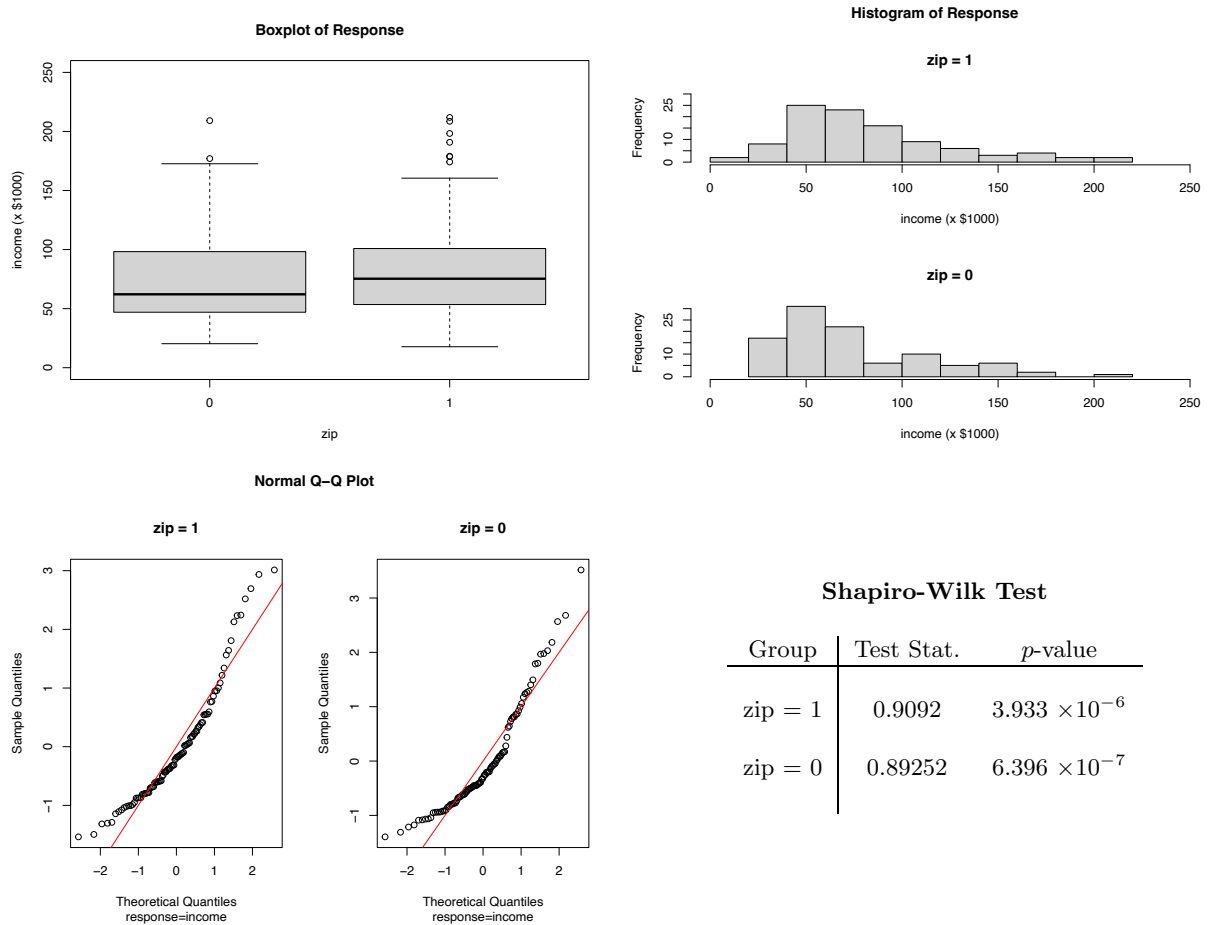 Boxplot of Response
250
200
150
100
50
0
income (x $1000)
0 1
zip
Histogram of Response
zip = 1
Frequency
25
10
0
0 50 100 150 200 250
income (x $1000)
zip = 0
Frequency
25
10
0
0 50 100 150 200 250
income (x $1000)
Normal Q−Q Plot
zip = 1
3
2
1
0
−1
Sample Quantiles
−2 −1 0 1 2
Theoretical Quantiles
response=income
zip = 0
3
2
1
0
−1
Sample Quantiles
−2 −1 0 1 2
Theoretical Quantiles
response=income
Shapiro-Wilk Test
Group Test Stat. p-value
zip = 1 0.9092 3.933 ×10⁻⁶
zip = 0 0.89252 6.396 ×10⁻⁷